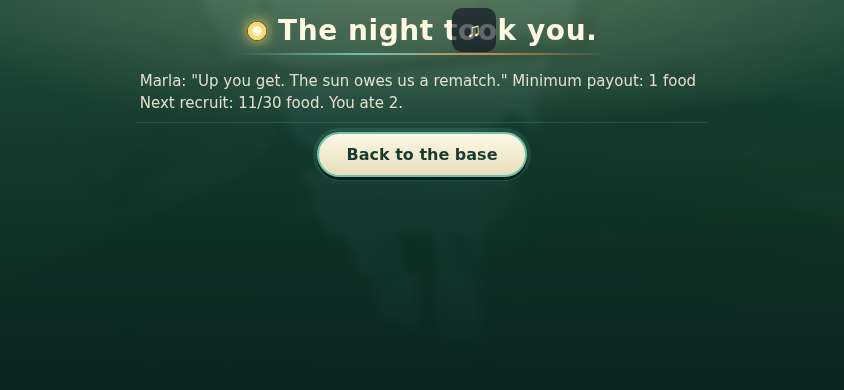 The night took you.
Marla: "Up you get. The sun owes us a rematch." Minimum payout: 1 food
Next recruit: 11/30 food. You ate 2.
Back to the base